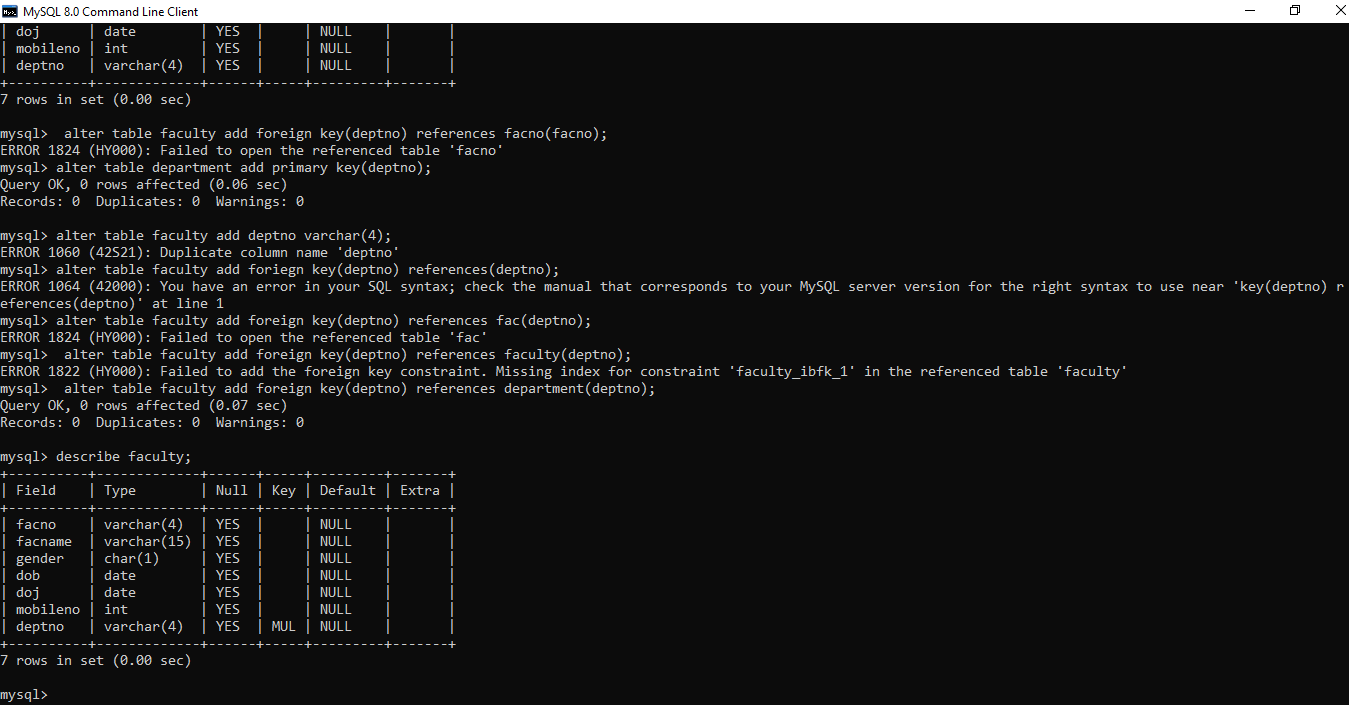 MySQL 8.0 Command Line Client
| doj      | date        | YES  |     | NULL    |       |
| mobileno | int         | YES  |     | NULL    |       |
| deptno   | varchar(4)  | YES  |     | NULL    |       |
+----------+-------------+------+-----+---------+-------+
7 rows in set (0.00 sec)

mysql>  alter table faculty add foreign key(deptno) references facno(facno);
ERROR 1824 (HY000): Failed to open the referenced table 'facno'
mysql> alter table department add primary key(deptno);
Query OK, 0 rows affected (0.06 sec)
Records: 0  Duplicates: 0  Warnings: 0

mysql> alter table faculty add deptno varchar(4);
ERROR 1060 (42S21): Duplicate column name 'deptno'
mysql> alter table faculty add foriegn key(deptno) references(deptno);
ERROR 1064 (42000): You have an error in your SQL syntax; check the manual that corresponds to your MySQL server version for the right syntax to use near 'key(deptno) r
eferences(deptno)' at line 1
mysql> alter table faculty add foreign key(deptno) references fac(deptno);
ERROR 1824 (HY000): Failed to open the referenced table 'fac'
mysql>  alter table faculty add foreign key(deptno) references faculty(deptno);
ERROR 1822 (HY000): Failed to add the foreign key constraint. Missing index for constraint 'faculty_ibfk_1' in the referenced table 'faculty'
mysql>  alter table faculty add foreign key(deptno) references department(deptno);
Query OK, 0 rows affected (0.07 sec)
Records: 0  Duplicates: 0  Warnings: 0

mysql> describe faculty;
+----------+-------------+------+-----+---------+-------+
| Field    | Type        | Null | Key | Default | Extra |
+----------+-------------+------+-----+---------+-------+
| facno    | varchar(4)  | YES  |     | NULL    |       |
| facname  | varchar(15) | YES  |     | NULL    |       |
| gender   | char(1)     | YES  |     | NULL    |       |
| dob      | date        | YES  |     | NULL    |       |
| doj      | date        | YES  |     | NULL    |       |
| mobileno | int         | YES  |     | NULL    |       |
| deptno   | varchar(4)  | YES  | MUL | NULL    |       |
+----------+-------------+------+-----+---------+-------+
7 rows in set (0.00 sec)

mysql>